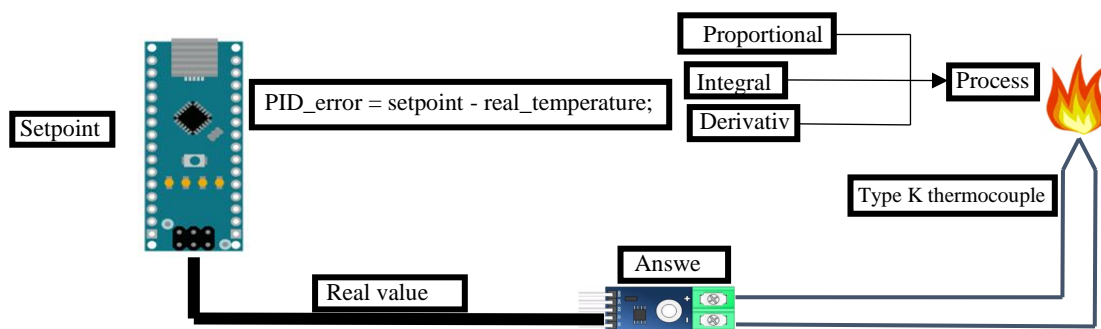 Proportional
Setpoint
PID_error = setpoint - real_temperature;
Integral
Process
Derivativ
Type K thermocouple
Answe
Real value
+
-